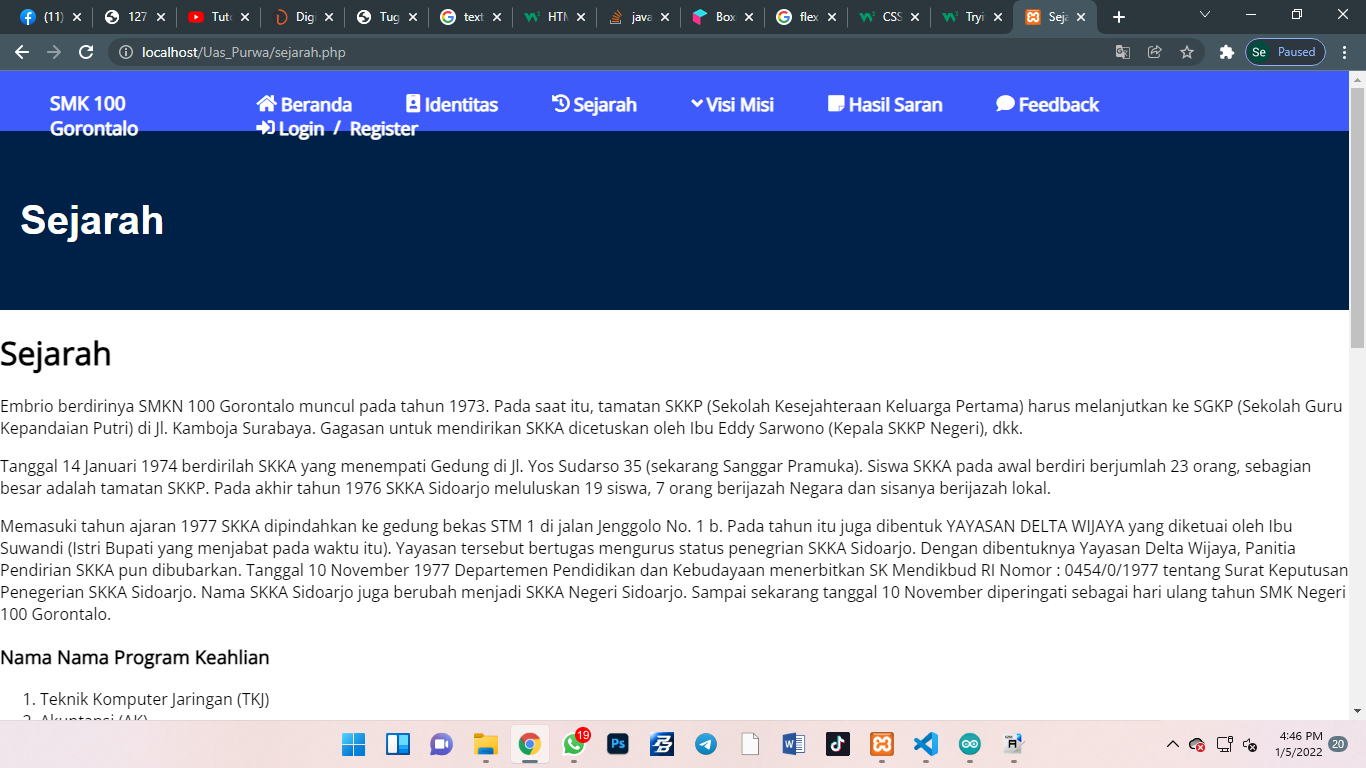 (11)
127
Tuto
Digi
Tug
text
HTM
java
Box
flex
CSS
Tryi
Seja
localhost/Uas_Purwa/sejarah.php
Se Paused
SMK 100 Gorontalo
Beranda Identitas Sejarah Visi Misi Hasil Saran Feedback
Login / Register
Sejarah
Sejarah
Embrio berdirinya SMKN 100 Gorontalo muncul pada tahun 1973. Pada saat itu, tamatan SKKP (Sekolah Kesejahteraan Keluarga Pertama) harus melanjutkan ke SGKP (Sekolah Guru
Kepandaian Putri) di Jl. Kamboja Surabaya. Gagasan untuk mendirikan SKKA dicetuskan oleh Ibu Eddy Sarwono (Kepala SKKP Negeri), dkk.
Tanggal 14 Januari 1974 berdirilah SKKA yang menempati Gedung di Jl. Yos Sudarso 35 (sekarang Sanggar Pramuka). Siswa SKKA pada awal berdiri berjumlah 23 orang, sebagian
besar adalah tamatan SKKP. Pada akhir tahun 1976 SKKA Sidoarjo meluluskan 19 siswa, 7 orang berijazah Negara dan sisanya berijazah lokal.
Memasuki tahun ajaran 1977 SKKA dipindahkan ke gedung bekas STM 1 di jalan Jenggolo No. 1 b. Pada tahun itu juga dibentuk YAYASAN DELTA WIJAYA yang diketuai oleh Ibu
Suwandi (Istri Bupati yang menjabat pada waktu itu). Yayasan tersebut bertugas mengurus status penegrian SKKA Sidoarjo. Dengan dibentuknya Yayasan Delta Wijaya, Panitia
Pendirian SKKA pun dibubarkan. Tanggal 10 November 1977 Departemen Pendidikan dan Kebudayaan menerbitkan SK Mendikbud RI Nomor : 0454/0/1977 tentang Surat Keputusan
Penegerian SKKA Sidoarjo. Nama SKKA Sidoarjo juga berubah menjadi SKKA Negeri Sidoarjo. Sampai sekarang tanggal 10 November diperingati sebagai hari ulang tahun SMK Negeri
100 Gorontalo.
Nama Nama Program Keahlian
1. Teknik Komputer Jaringan (TKJ)
2. Akuntansi (AK)
19
Ps
4:46 PM
1/5/2022
20